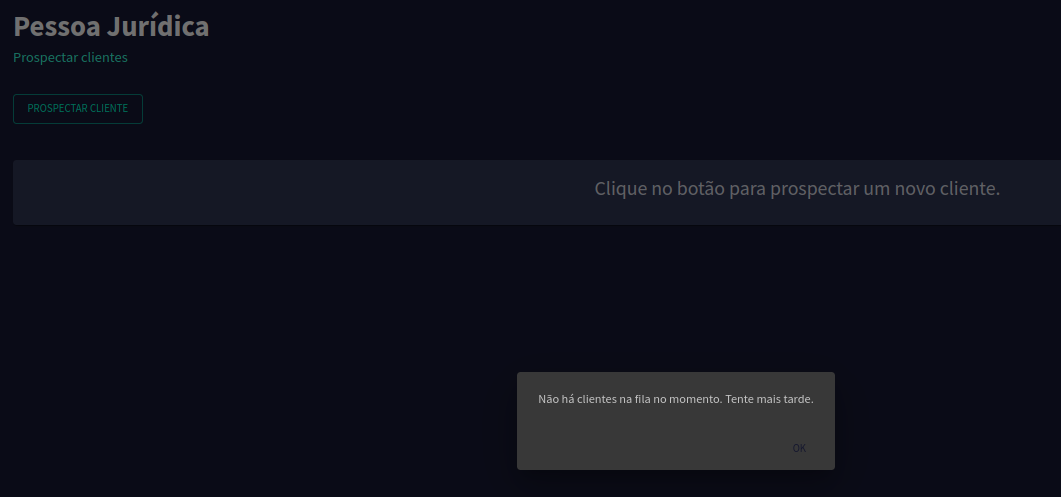 Pessoa Jurídica
Prospectar clientes
PROSPECTAR CLIENTE
Clique no botão para prospectar um novo cliente.
Não há clientes na fila no momento. Tente mais tarde.
OK